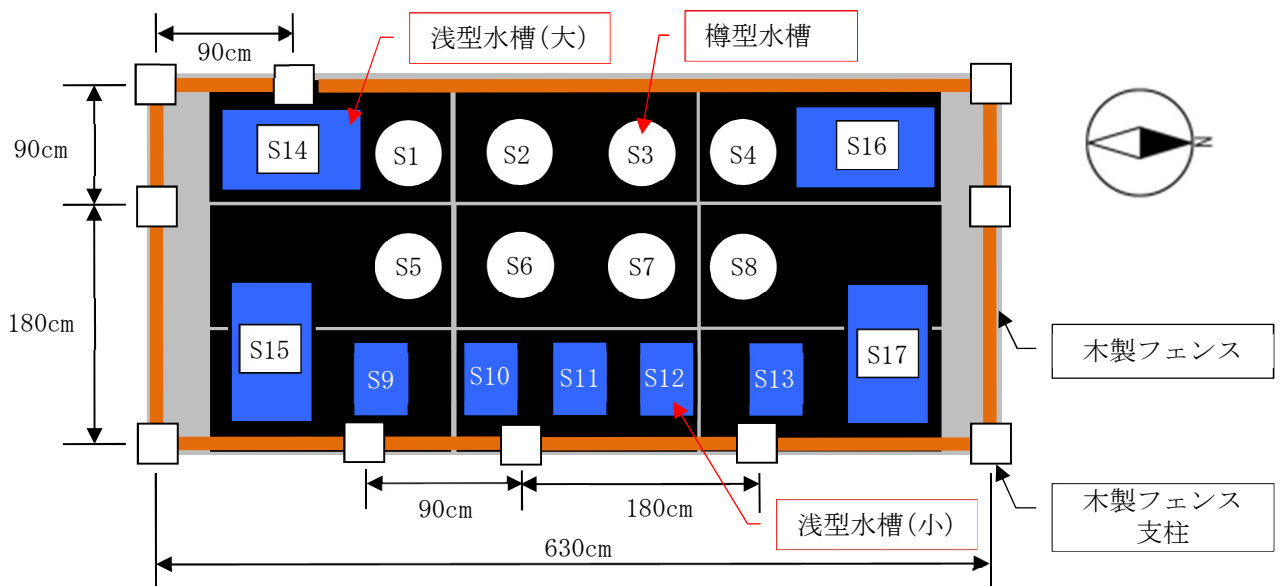 90cm
浅型水槽(大)
樽型水槽
90cm
S14
S1
S2
S3
S4
S16
N
S5
S6
S7
S8
180cm
S15
S9
S10
S11
S12
S13
S17
木製フェンス
90cm
180cm
浅型水槽(小)
木製フェンス
支柱
630cm